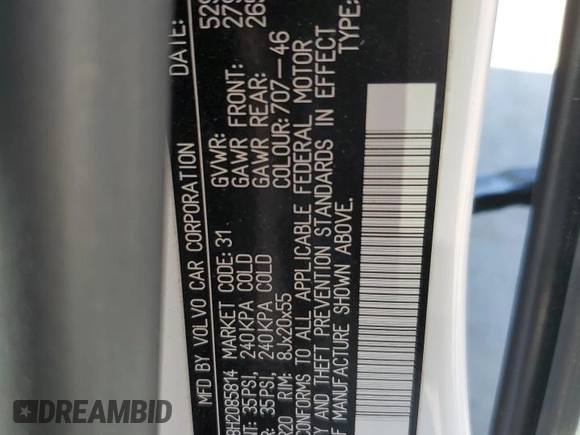 MFD BY VOLVO CAR CORPORATION DATE:
GVWR:
GAWR FRONT:
GAWR REAR:
COLOUR: 707-46
MARKET CODE: 31
35PSI, 240KPA COLD
35PSI, 240KPA COLD
R20 RIM, 8Jx20x55
CONFORMS TO ALL APPLICABLE FEDERAL MOTOR
AND THEFT PREVENTION STANDARDS IN EFFECT
OF MANUFACTURE SHOWN ABOVE. TYPE:
DREAMBID